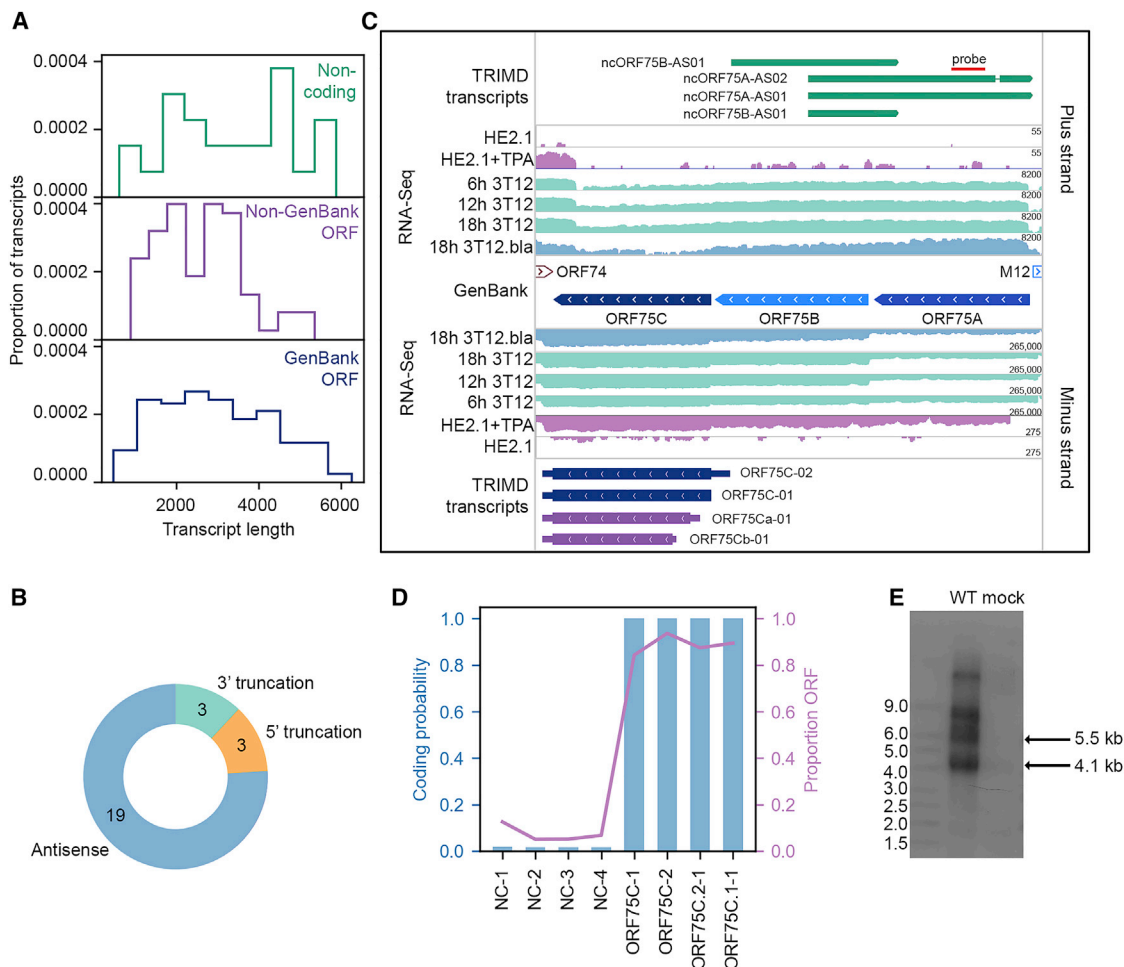 A
0.0004
0.0002
0.0000
Non-
coding
0.0004
0.0002
0.0000
Non-GenBank
ORF
0.0004
0.0002
0.0000
GenBank
ORF
Proportion of transcripts
2000 4000 6000
Transcript length
C
TRIMD
transcripts
ncORF75B-AS01
probe
ncORF75A-AS02
ncORF75A-AS01
ncORF75B-AS01
Plus strand
RNA-Seq
HE2.1
55
HE2.1+TPA
55
6h 3T12
8200
12h 3T12
8200
18h 3T12
8200
18h 3T12.bla
8200
GenBank
ORF74
M12
ORF75C ORF75B ORF75A
Minus strand
RNA-Seq
18h 3T12.bla
265,000
18h 3T12
265,000
12h 3T12
265,000
6h 3T12
265,000
HE2.1+TPA
275
HE2.1
275
TRIMD
transcripts
ORF75C-02
ORF75C-01
ORF75Ca-01
ORF75Cb-01
B
3' truncation
3
5' truncation
3
19
Antisense
D
Coding probability
1.0
0.8
0.6
0.4
0.2
0.0
Proportion ORF
1.0
0.8
0.6
0.4
0.2
0.0
NC-1
NC-2
NC-3
NC-4
ORF75C-1
ORF75C-2
ORF75C.2-1
ORF75C.1-1
E
WT mock
9.0
6.0
5.0
4.0
3.0
2.5
2.0
1.5
5.5 kb
4.1 kb